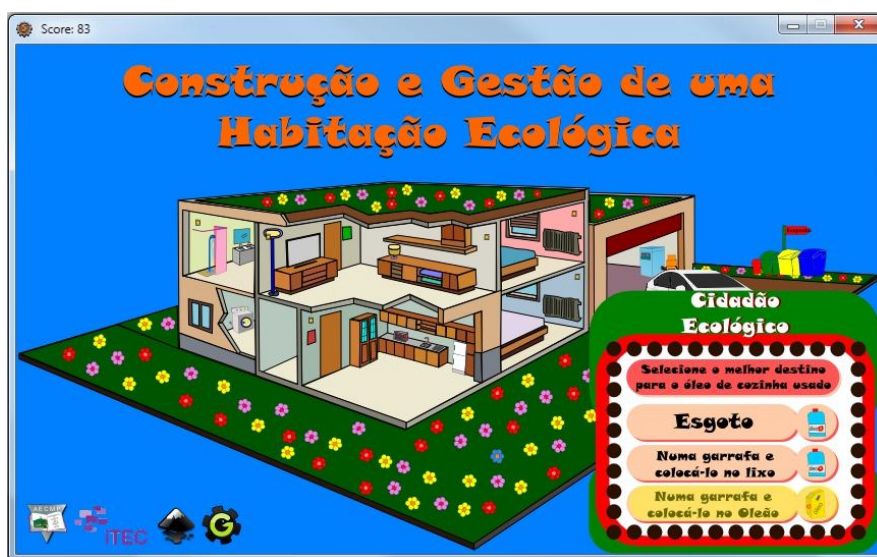 Score: 83
Construção e Gestão de uma
Habitação Ecológica
Cidadão
Ecológico
Selecione o melhor destino
para o óleo de cozinha usado
Esgoto
Numa garrafa e
colocá-lo no lixo
Numa garrafa e
colocá-lo no Oleão
AECMP
iTEC
G